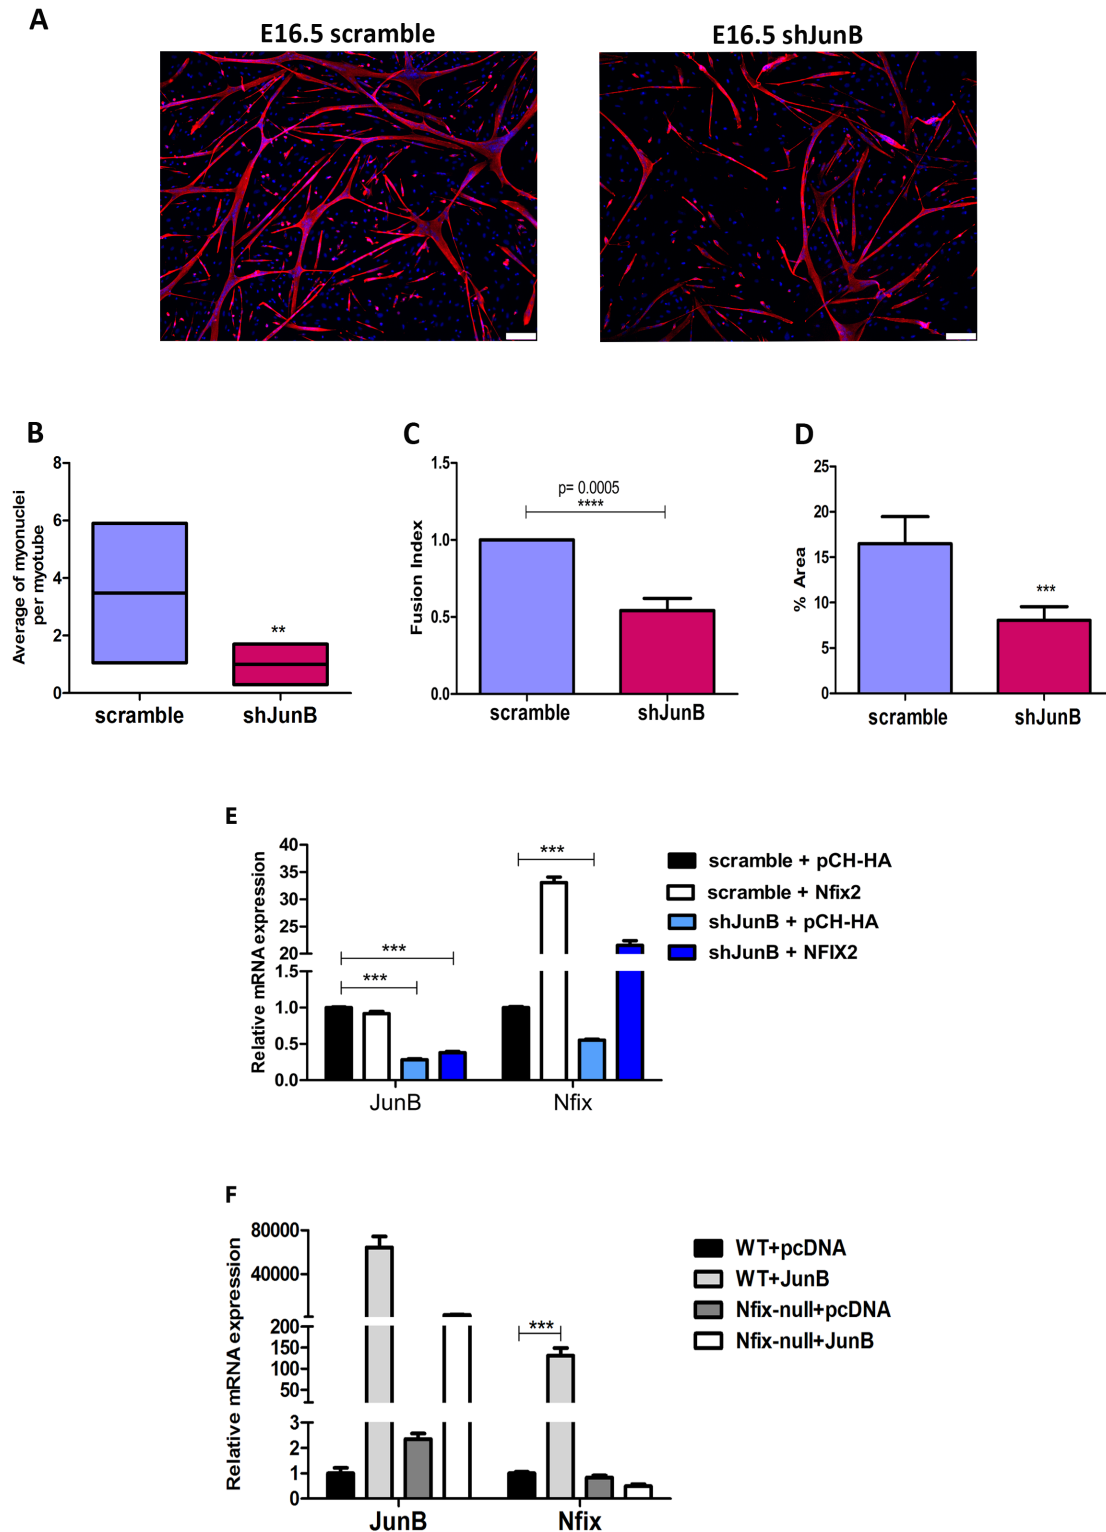 A
E16.5 scramble
E16.5 shJunB
B
Average of myonuclei
per myotube
8
6
4
2
0
**
scramble
shJunB
C
Fusion Index
1.5
1.0
0.5
0.0
p= 0.0005
****
scramble
shJunB
D
% Area
25
20
15
10
5
0
***
scramble
shJunB
E
Relative mRNA expression
40
35
30
25
20
1.5
1.0
0.5
0.0
***
***
***
JunB
Nfix
scramble + pCH-HA
scramble + Nfix2
shJunB + pCH-HA
shJunB + NFIX2
F
Relative mRNA expression
80000
40000
200
150
100
50
3
2
1
0
***
JunB
Nfix
WT+pcDNA
WT+JunB
Nfix-null+pcDNA
Nfix-null+JunB